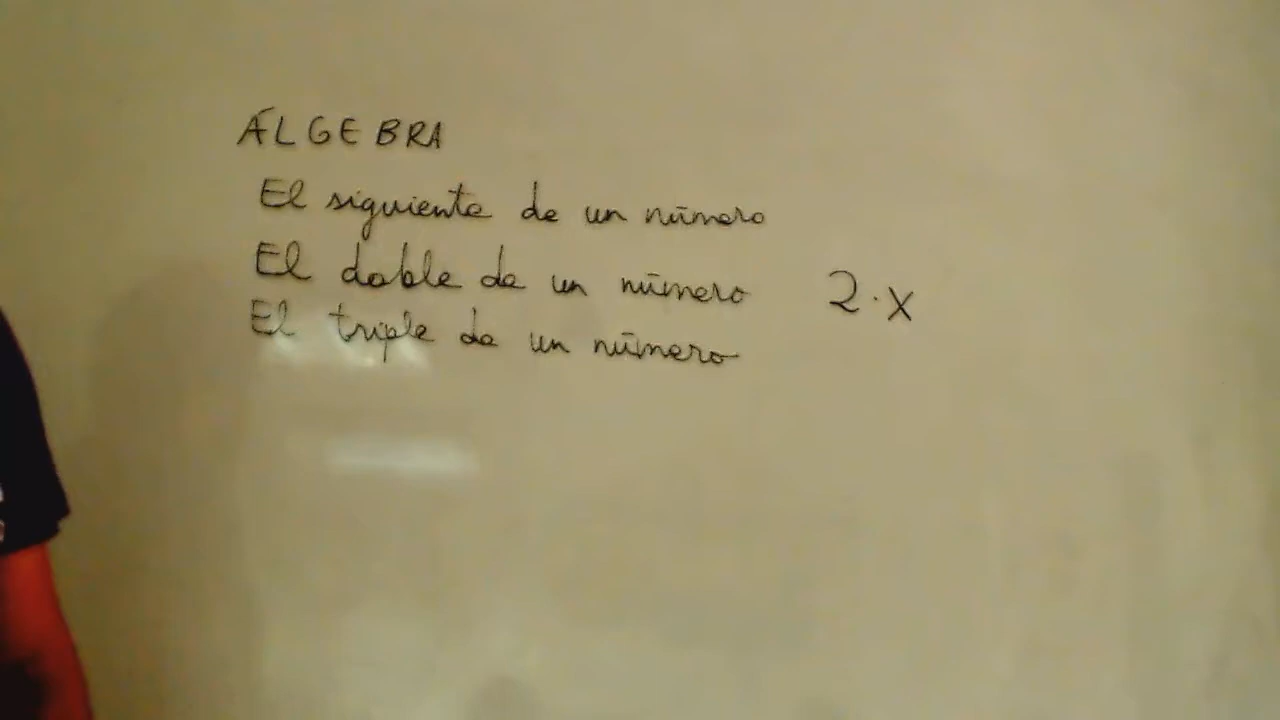 ÁLGEBRA
El siguiente de un número
El doble de un número 2·x
El triple de un número